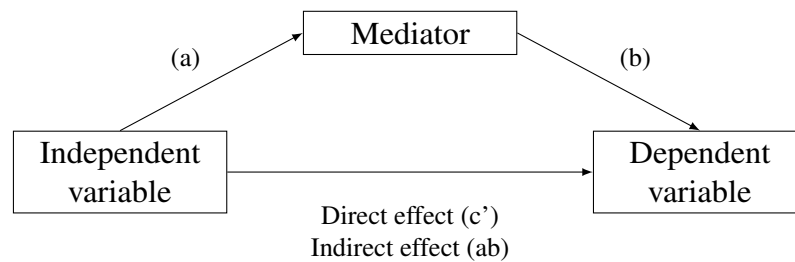 Mediator
(a)
(b)
Independent
variable
Dependent
variable
Direct effect (c’)
Indirect effect (ab)